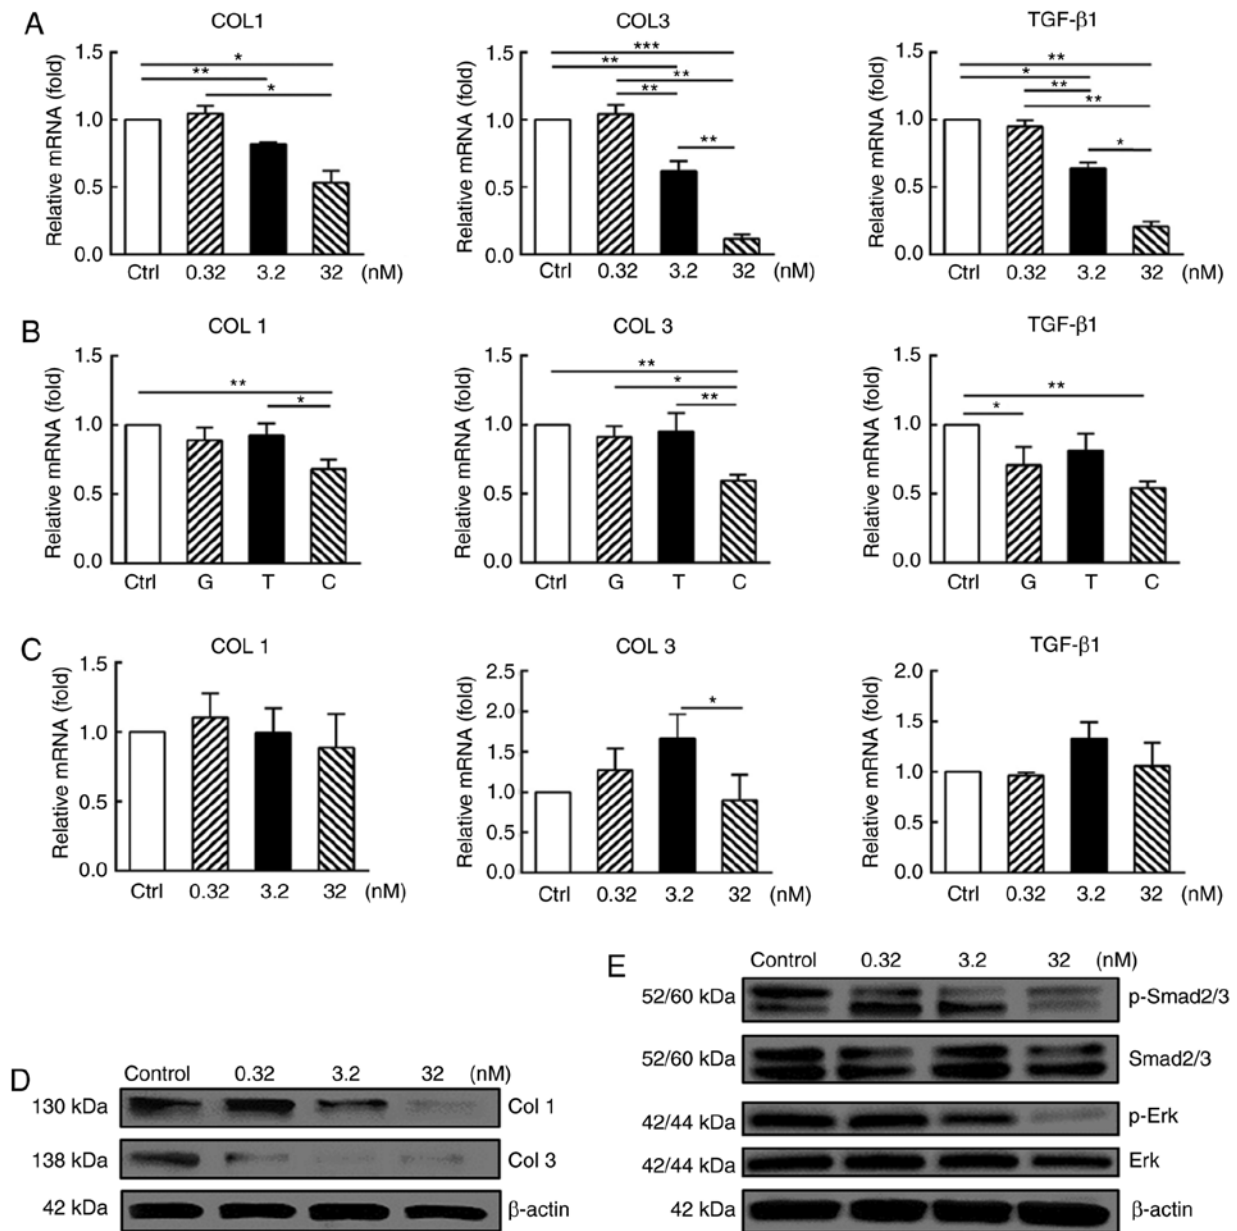 A
COL1
Relative mRNA (fold)
1.5
1.0
0.5
0.0
*
**
*
Ctrl 0.32 3.2 32 (nM)
COL3
Relative mRNA (fold)
1.5
1.0
0.5
0.0
***
**
**
**
**
Ctrl 0.32 3.2 32 (nM)
TGF-β1
Relative mRNA (fold)
1.5
1.0
0.5
0.0
**
*
**
**
*
Ctrl 0.32 3.2 32 (nM)
B
COL 1
Relative mRNA (fold)
1.5
1.0
0.5
0.0
**
*
Ctrl G T C
COL 3
Relative mRNA (fold)
1.5
1.0
0.5
0.0
**
*
**
Ctrl G T C
TGF-β1
Relative mRNA (fold)
1.5
1.0
0.5
0.0
**
*
Ctrl G T C
C
COL 1
Relative mRNA (fold)
1.5
1.0
0.5
0.0
Ctrl 0.32 3.2 32 (nM)
COL 3
Relative mRNA (fold)
2.5
2.0
1.5
1.0
0.5
0.0
*
Ctrl 0.32 3.2 32 (nM)
TGF-β1
Relative mRNA (fold)
2.0
1.5
1.0
0.5
0.0
Ctrl 0.32 3.2 32 (nM)
D
Control 0.32 3.2 32 (nM)
130 kDa Col 1
138 kDa Col 3
42 kDa β-actin
E
Control 0.32 3.2 32 (nM)
52/60 kDa p-Smad2/3
52/60 kDa Smad2/3
42/44 kDa p-Erk
42/44 kDa Erk
42 kDa β-actin